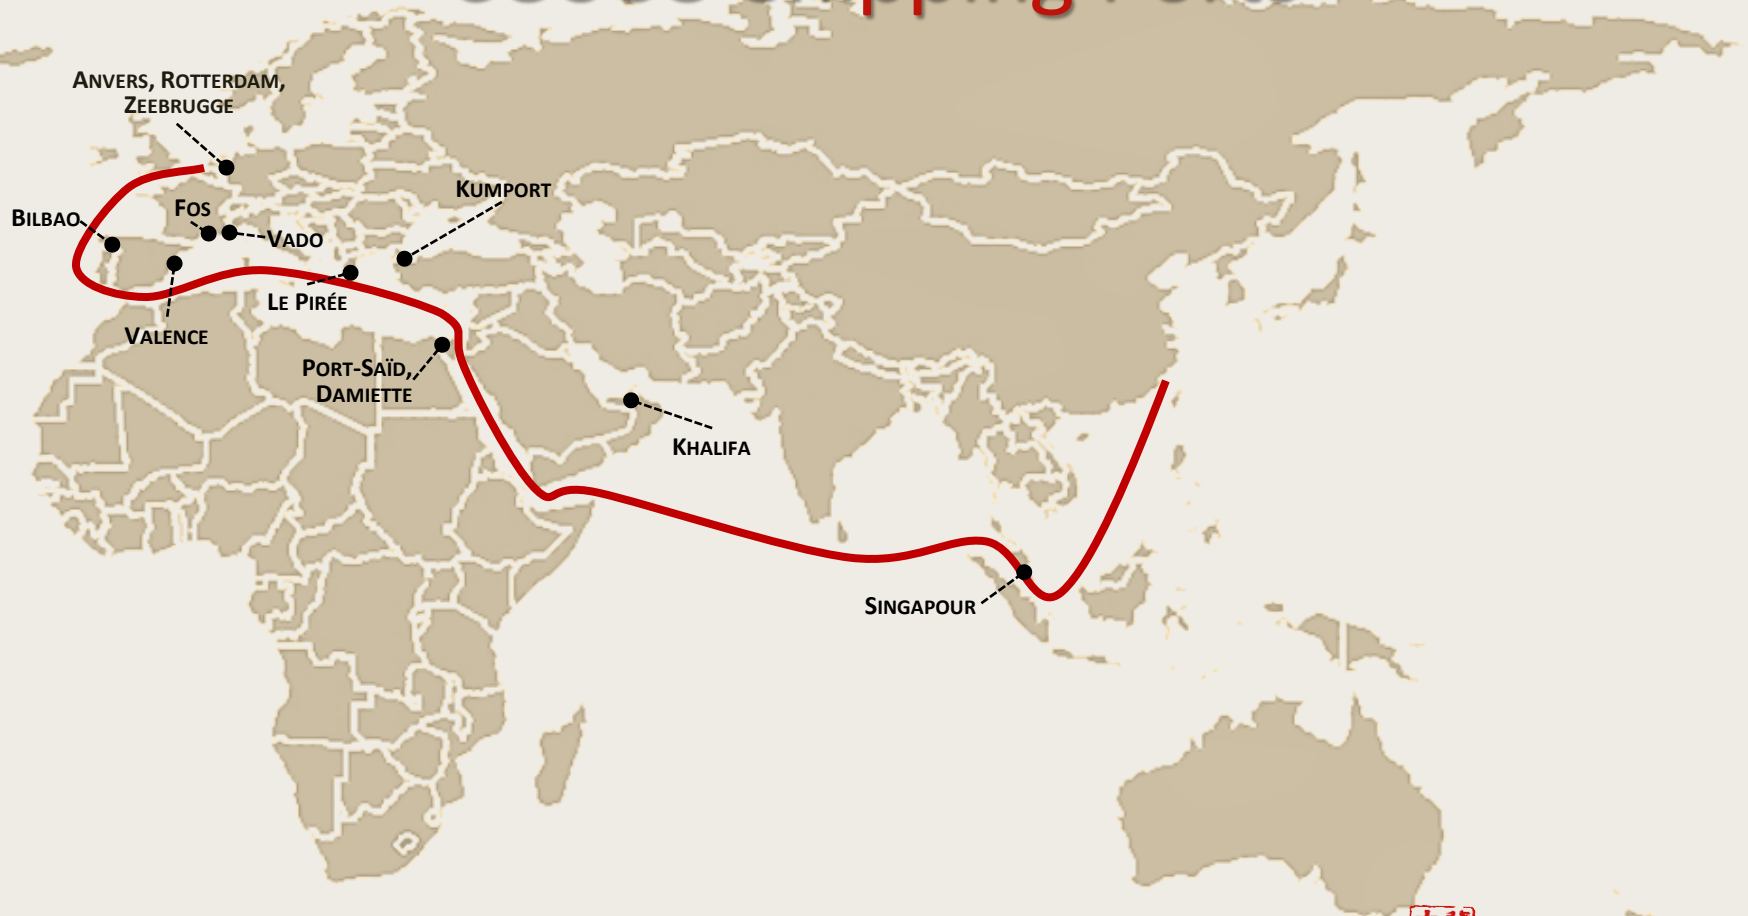 ANVERS, ROTTERDAM,
ZEEBRUGGE
KUMPORT
FOS
BILBAO
VADO
LE PIRÉE
VALENCE
PORT-SAÏD,
DAMIETTE
KHALIFA
SINGAPOUR